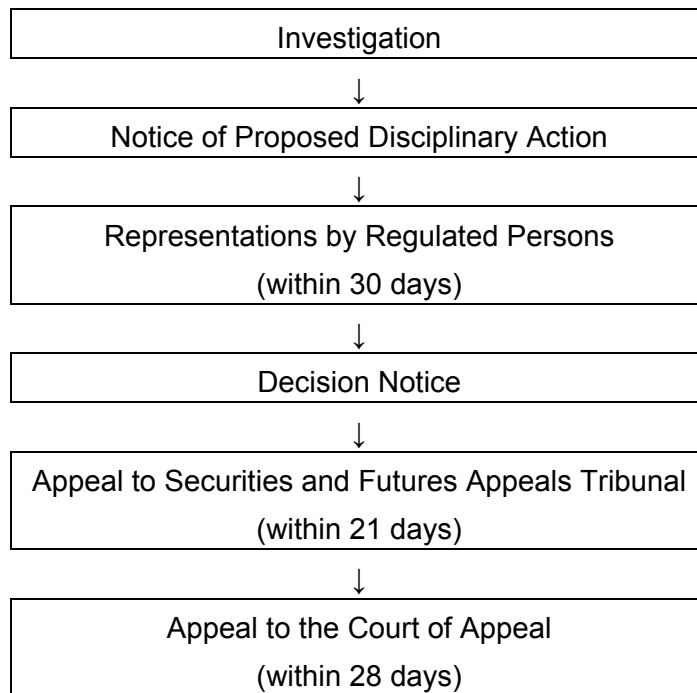 Investigation
↓
Notice of Proposed Disciplinary Action
↓
Representations by Regulated Persons
(within 30 days)
↓
Decision Notice
↓
Appeal to Securities and Futures Appeals Tribunal
(within 21 days)
↓
Appeal to the Court of Appeal
(within 28 days)